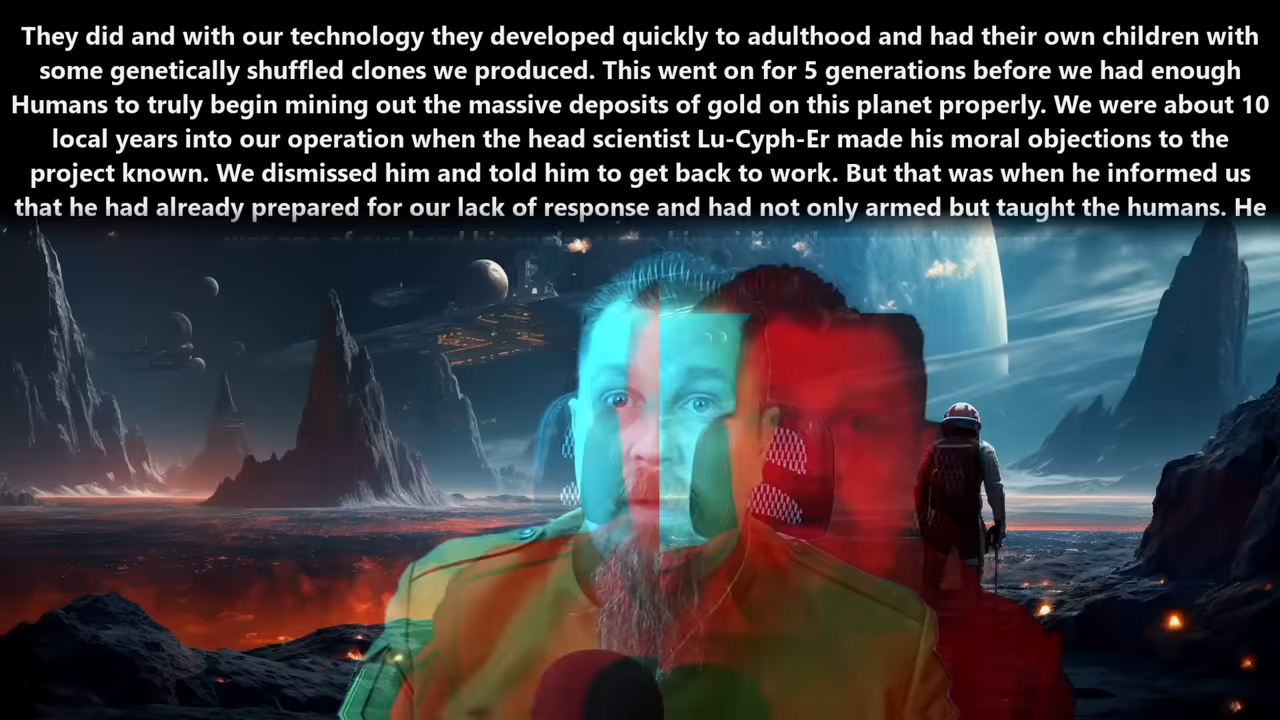 They did and with our technology they developed quickly to adulthood and had their own children with
some genetically shuffled clones we produced. This went on for 5 generations before we had enough
Humans to truly begin mining out the massive deposits of gold on this planet properly. We were about 10
local years into our operation when the head scientist Lu-Cyph-Er made his moral objections to the
project known. We dismissed him and told him to get back to work. But that was when he informed us
that he had already prepared for our lack of response and had not only armed but taught the humans. He